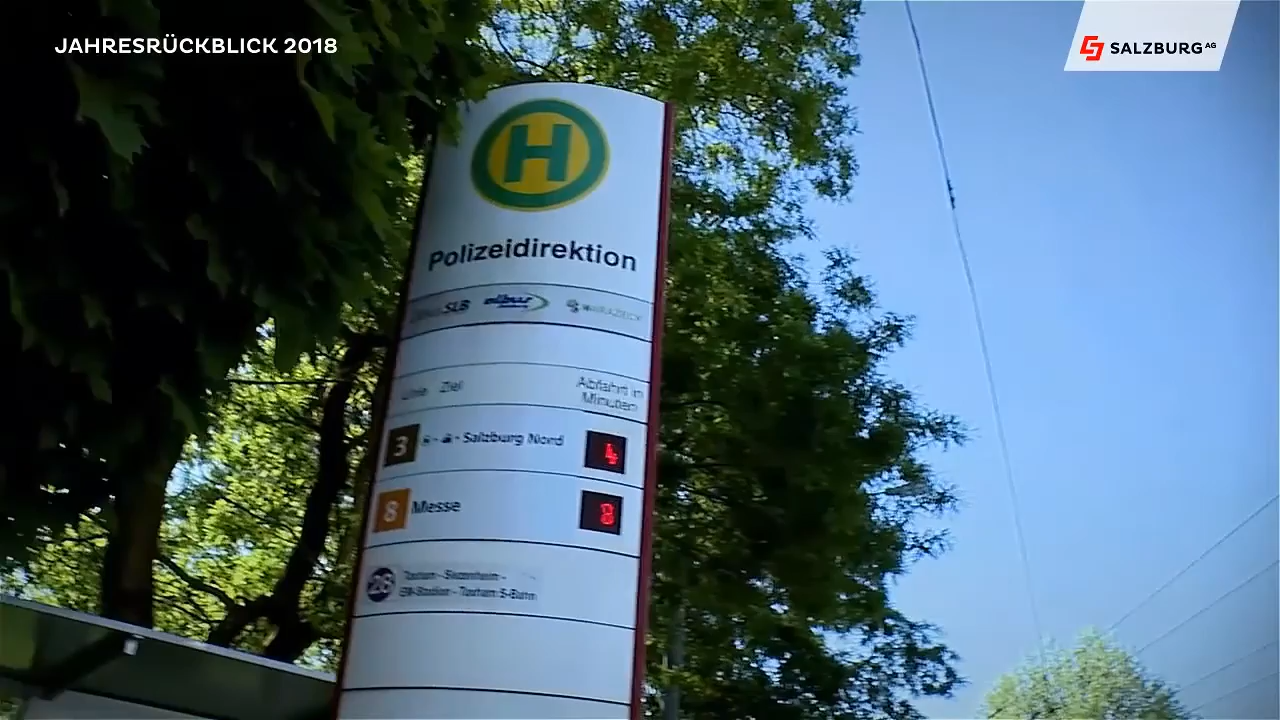 JAHRESRÜCKBLICK 2018
SALZBURG AG
H
Polizeidirektion
SLB albus
Linie Ziel Abfahrt in
Minuten
3 Salzburg Nord 4
8 Messe 8
28